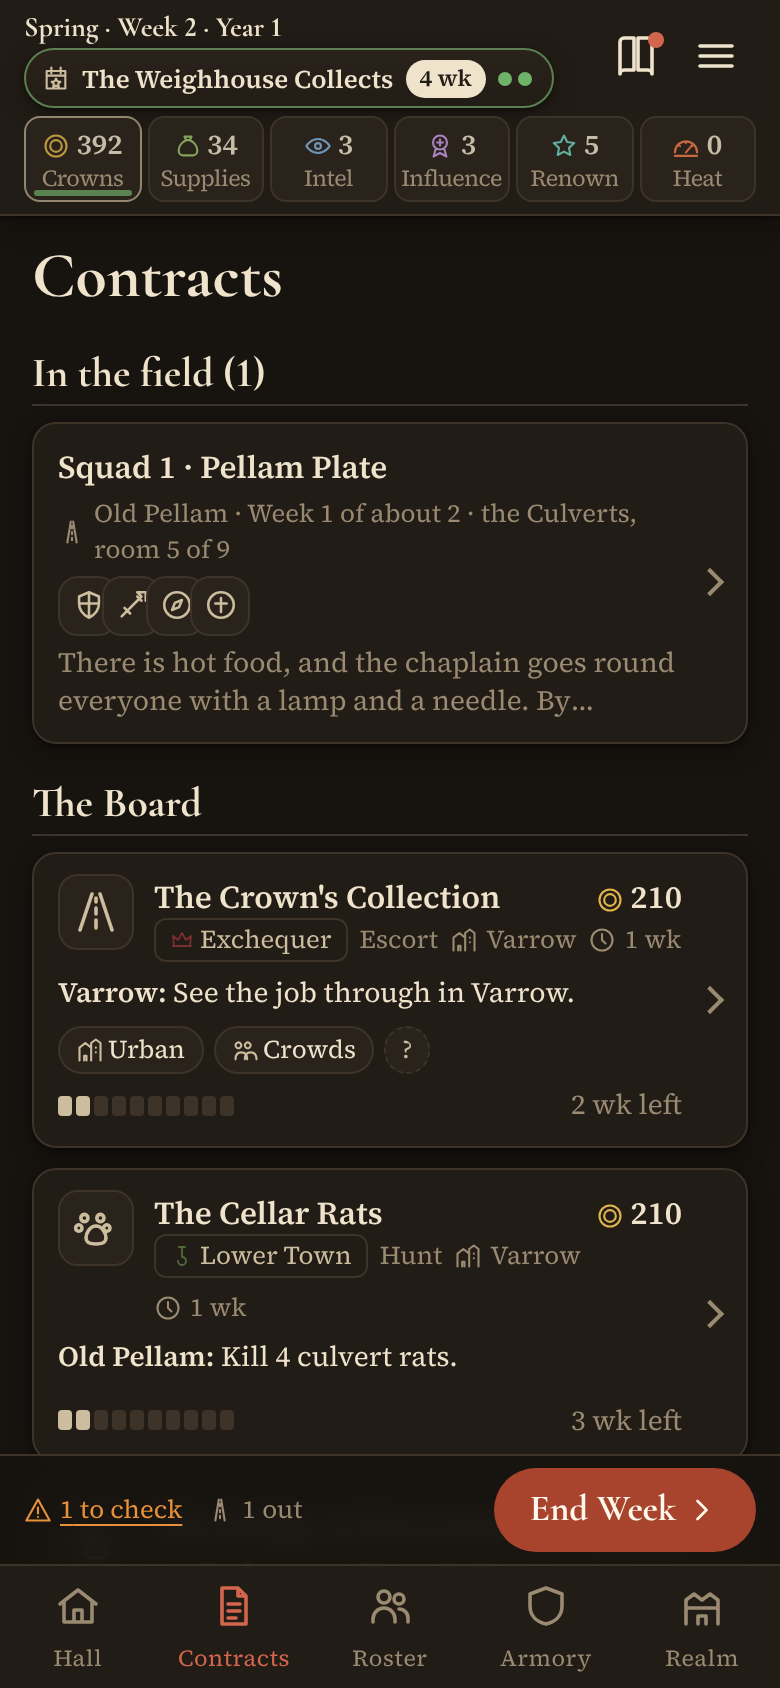 Spring · Week 2 · Year 1
The Weighhouse Collects 4 wk
392 34 3 3 5 0
Crowns Supplies Intel Influence Renown Heat
Contracts
In the field (1)
Squad 1 · Pellam Plate
Old Pellam · Week 1 of about 2 · the Culverts,
room 5 of 9
There is hot food, and the chaplain goes round
everyone with a lamp and a needle. By...
The Board
The Crown's Collection 210
Exchequer Escort Varrow 1 wk
Varrow: See the job through in Varrow.
Urban Crowds ?
2 wk left
The Cellar Rats 210
Lower Town Hunt Varrow
1 wk
Old Pellam: Kill 4 culvert rats.
3 wk left
1 to check 1 out End Week
Hall Contracts Roster Armory Realm